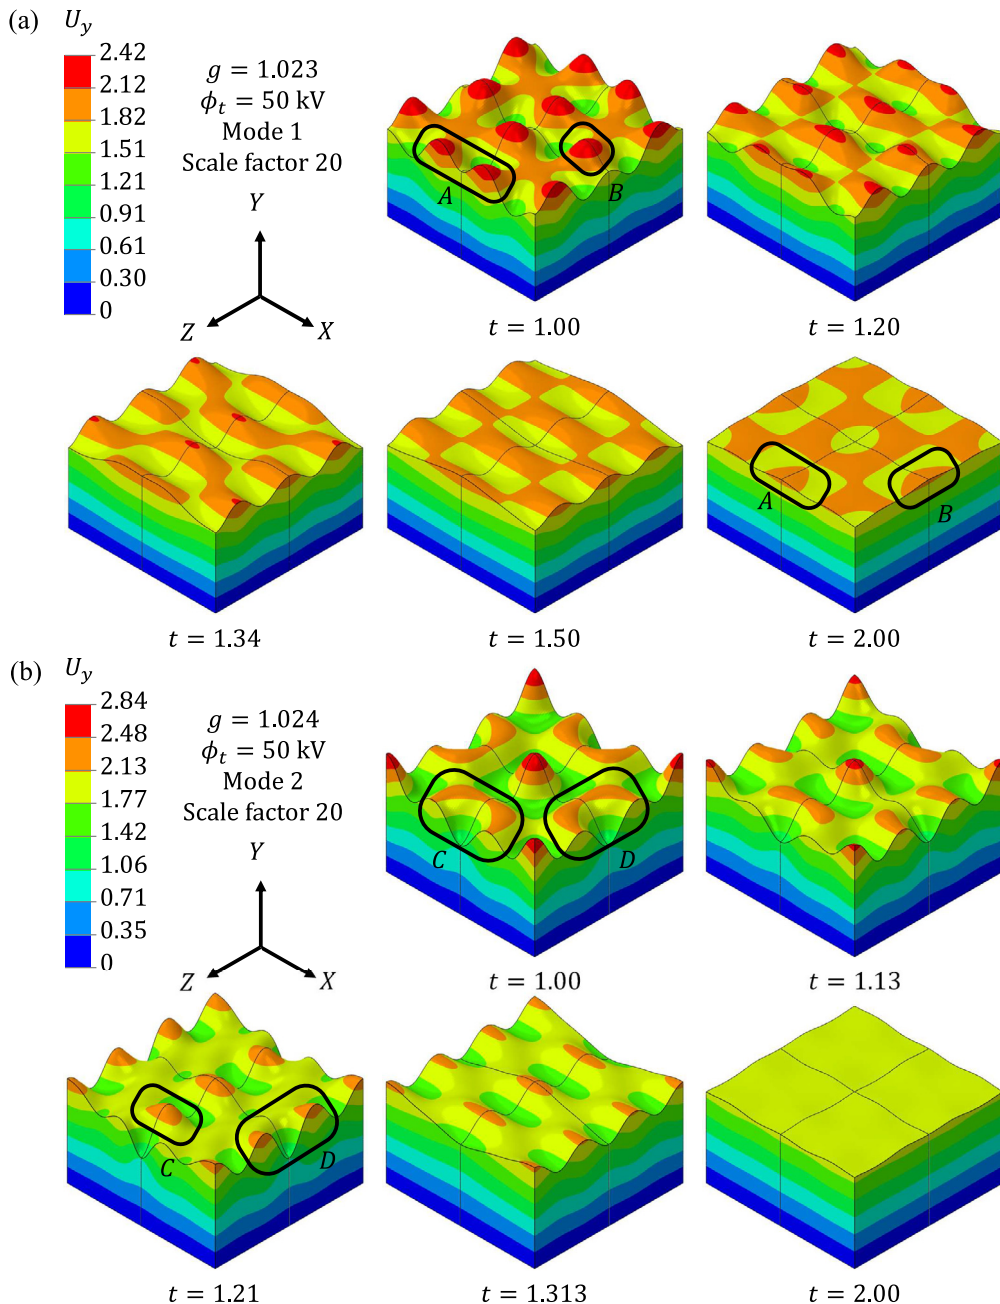 (a)
U_y
2.42
2.12
1.82
1.51
1.21
0.91
0.61
0.30
0
g = 1.023
ϕ_t = 50 kV
Mode 1
Scale factor 20
Y
Z
X
A
B
t = 1.00
t = 1.20
A
B
t = 1.34
t = 1.50
t = 2.00
(b)
U_y
2.84
2.48
2.13
1.77
1.42
1.06
0.71
0.35
0
g = 1.024
ϕ_t = 50 kV
Mode 2
Scale factor 20
Y
Z
X
C
D
t = 1.00
t = 1.13
C
D
t = 1.21
t = 1.313
t = 2.00